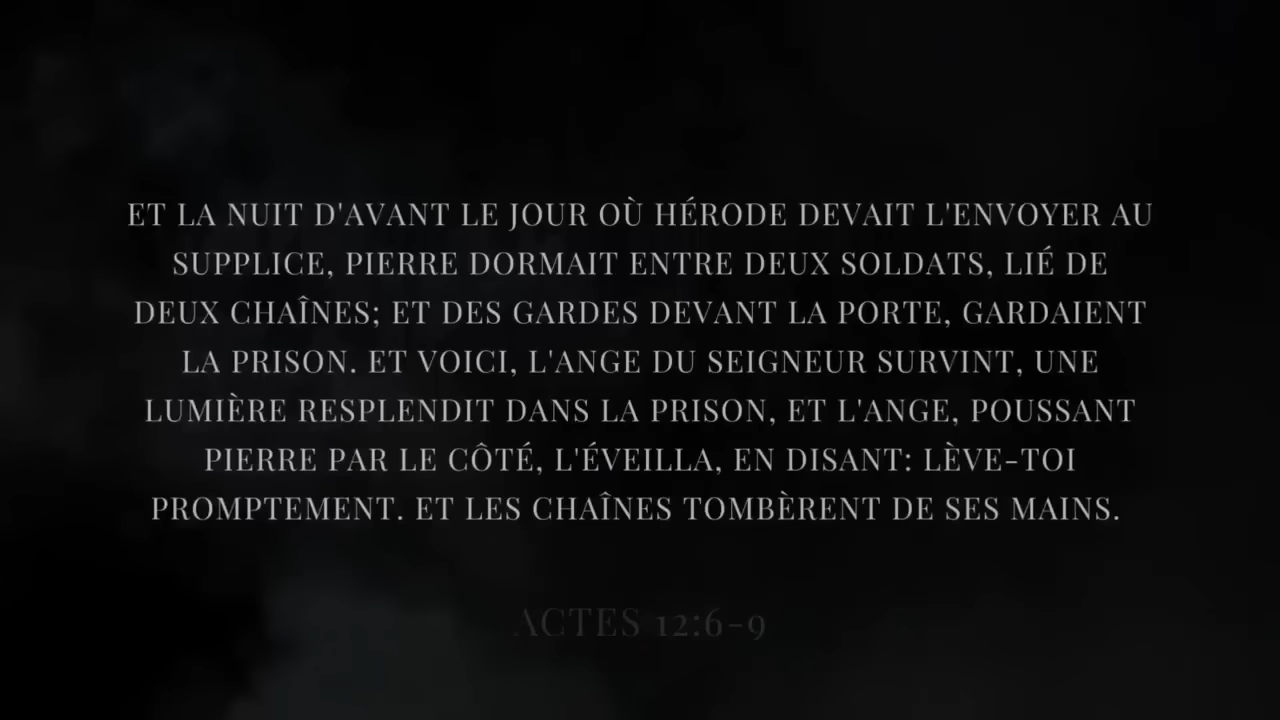 ET LA NUIT D'AVANT LE JOUR OÙ HÉRODE DEVAIT L'ENVOYER AU
SUPPLICE, PIERRE DORMAIT ENTRE DEUX SOLDATS, LIÉ DE
DEUX CHAÎNES; ET DES GARDES DEVANT LA PORTE, GARDAIENT
LA PRISON. ET VOICI, L'ANGE DU SEIGNEUR SURVINT, UNE
LUMIÈRE RESPLENDIT DANS LA PRISON, ET L'ANGE, POUSSANT
PIERRE PAR LE CÔTÉ, L'ÉVEILLA, EN DISANT: LÈVE-TOI
PROMPTEMENT. ET LES CHAÎNES TOMBÈRENT DE SES MAINS.
ACTES 12:6-9